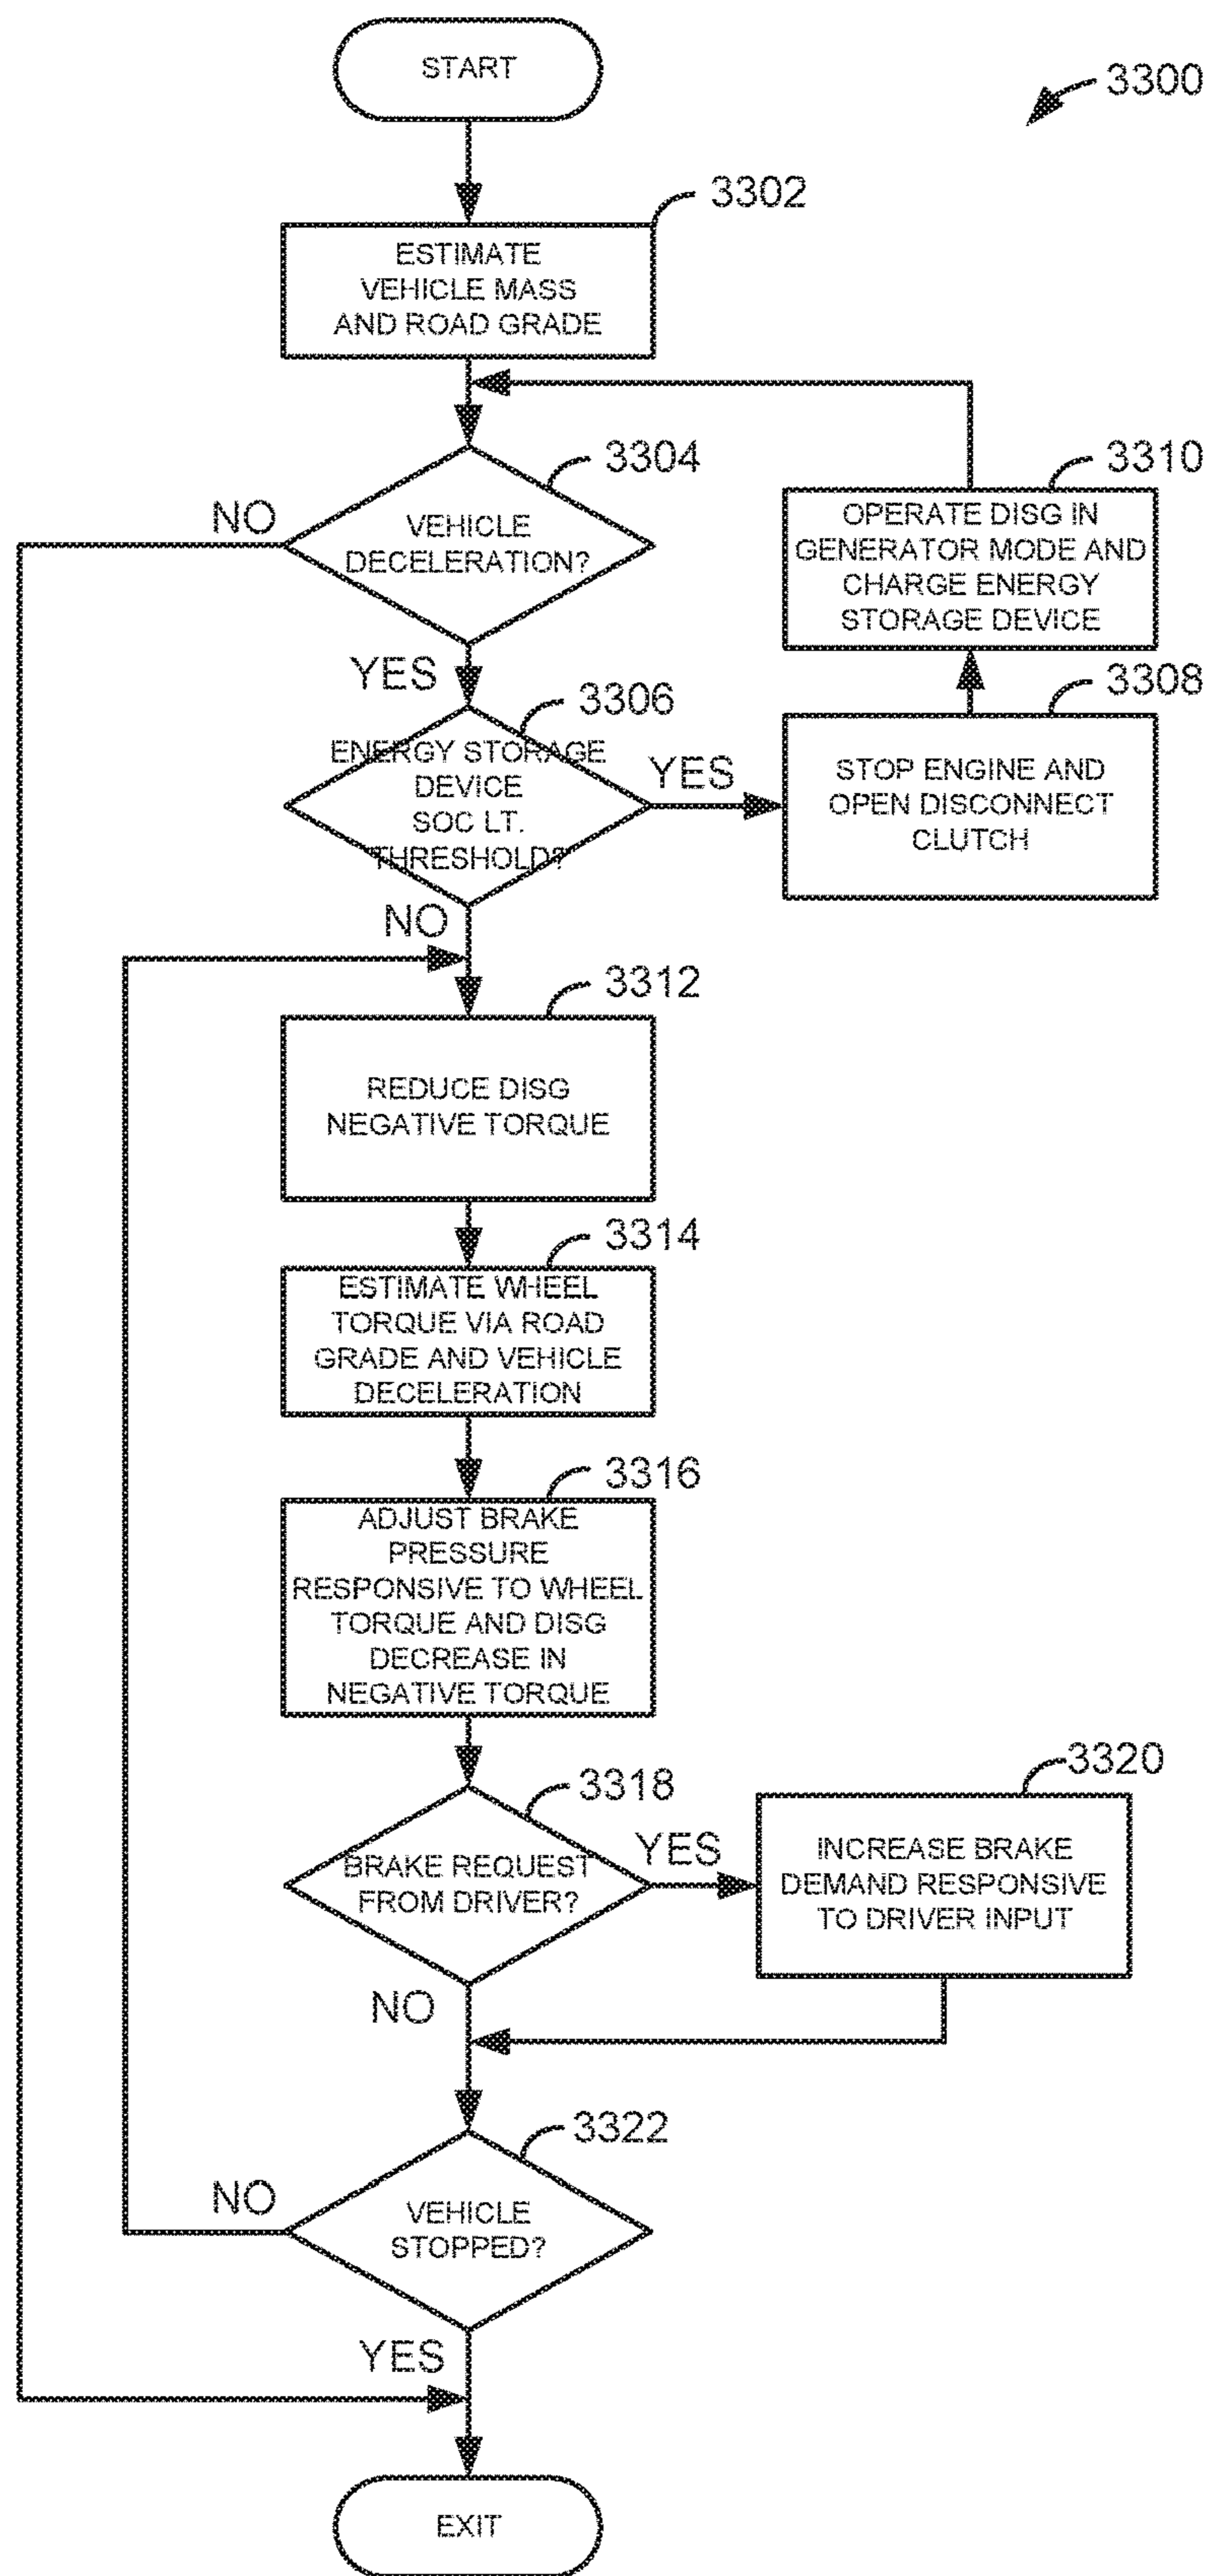 START
3300
3302
ESTIMATE
VEHICLE MASS
AND ROAD GRADE
3304
NO
VEHICLE
DECELERATION?
YES
3310
OPERATE DISG IN
GENERATOR MODE AND
CHARGE ENERGY
STORAGE DEVICE
3306
ENERGY STORAGE
DEVICE
SOC LT.
THRESHOLD?
YES
NO
3308
STOP ENGINE AND
OPEN DISCONNECT
CLUTCH
3312
REDUCE DISG
NEGATIVE TORQUE
3314
ESTIMATE WHEEL
TORQUE VIA ROAD
GRADE AND VEHICLE
DECELERATION
3316
ADJUST BRAKE
PRESSURE
RESPONSIVE TO WHEEL
TORQUE AND DISG
DECREASE IN
NEGATIVE TORQUE
3318
BRAKE REQUEST
FROM DRIVER?
YES
NO
3320
INCREASE BRAKE
DEMAND RESPONSIVE
TO DRIVER INPUT
3322
NO
VEHICLE
STOPPED?
YES
EXIT